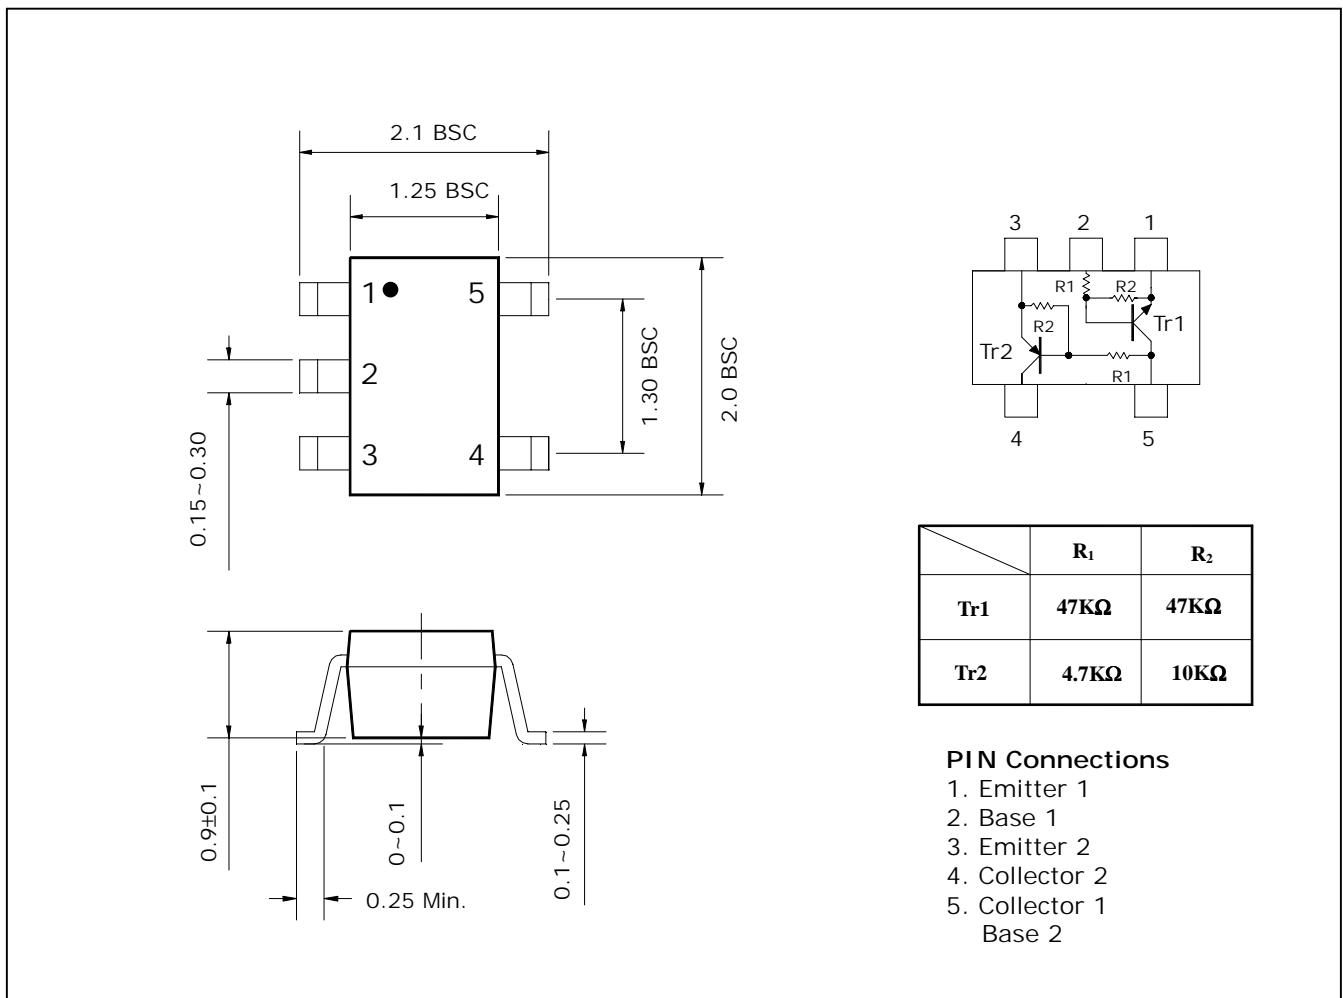 2.1 BSC
1.25 BSC
1
5
2
3
4
0.15~0.30
1.30 BSC
2.0 BSC
3 2 1
R1 R2
Tr1
R2
Tr2
R1
4 5
R₁ R₂
Tr1 47KΩ 47KΩ
Tr2 4.7KΩ 10KΩ
0.9±0.1
0~0.1
0.1~0.25
0.25 Min.
PIN Connections
1. Emitter 1
2. Base 1
3. Emitter 2
4. Collector 2
5. Collector 1
Base 2